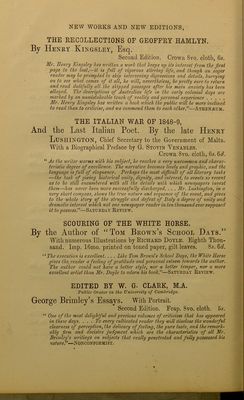 NEW WORKS AND NEW EDITIONS,
THE RECOLLECTIONS OF GEOFFRY HAMLYN.
By HENRY KINGSLEY, ESQ.
Second Edition. Crown 8vo. cloth, 6s.
Mr. Henry Kingsley has written a work that keeps up its interest from the first
page to the last,—it is full of vigorous stirring life, and though an eager
reader may be prompted to skip intervening digressions and details, hurrying
on to see what comes of it all, he will, nevertheless, be pretty sure to return
and read dutifully all the skipped passages after his main anxiety has been
allayed. The descriptions of Australian life in the early colonial days are
marked by an unmistakeable touch of reality and personal experience. . . .
Mr. Henry Kingsley has written a book which the public will be more inclined
to read than to criticise, and we commend them to each other."—ATHENÆUM.
THE ITALIAN WAR OF 1848-9,
And the Last Italian Poet. By the late HENRY
LUSHINGTON, Chief Secretary to the Government of Malta.
With a Biographical Preface by G. STOVIN VENABLES.
Crown 8vo. cloth, 6s. 6d.
"As the writer warms with his subject, he reaches a very uncommon and charac-
teristic degree of excellence. The narrative becomes lively and graphic, and the
language is full of eloquence. Perhaps the most difficult of all literary tasks
—the task of giving historical unity, dignity, and interest, to events so recent
as to be still encumbered with all the details with which newspapers invest
them—has never been more successfully discharged. . . . Mr. Lushington, in a
very short compass, shows the true nature and sequence of the event, and gives
to the whole story of the struggle and defeat of Italy a degree of unity and
dramatic interest which not one newspaper reader in ten thousand ever supposed
it to possess."—SATURDAY REVIEW.
SCOURING OF THE WHITE HORSE.
By the Author of "TOM BROWN'S SCHOOL DAYS."
With numerous Illustrations by RICHARD DOYLE. Eighth Thou-
sand. Imp. 16mo. printed on toned paper, gilt leaves. 8s. 6d.
"The execution is excellent. . . . Like Tom Brown's School Days, the White Horse
gives the reader a feeling of gratitude and personal esteem towards the author.
The author could not have a better style, nor a better temper, nor a more
excellent artist than Mr. Doyle to adorn his book."—SATURDAY REVIEW.
EDITED BY W. G. CLARK, M.A.
Public Orator in the University of Cambridge.
George Brimley's Essays. With Portrait.
Second Edition. Fcap. 8vo. cloth. 5s.
"One of the most delightful and precious volumes of criticism that has appeared
in these days. . . . To every cultivated reader they will disclose the wonderful
clearness of perception, the delicacy of feeling, the pure taste, and the remark-
ably firm and decisive judgment which are the characteristics of all Mr.
Brimley's writings on subjects that really penetrated and fully possessed his
nature."—NONCONFORMIST.